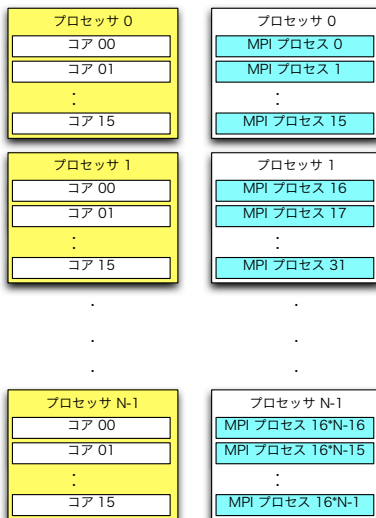 プロセッサ 0
コア 00
コア 01
:
コア 15
プロセッサ 0
MPI プロセス 0
MPI プロセス 1
:
MPI プロセス 15
プロセッサ 1
コア 00
コア 01
:
コア 15
プロセッサ 1
MPI プロセス 16
MPI プロセス 17
:
MPI プロセス 31
.
.
.
.
.
.
プロセッサ N-1
コア 00
コア 01
:
コア 15
プロセッサ N-1
MPI プロセス 16*N-16
MPI プロセス 16*N-15
:
MPI プロセス 16*N-1